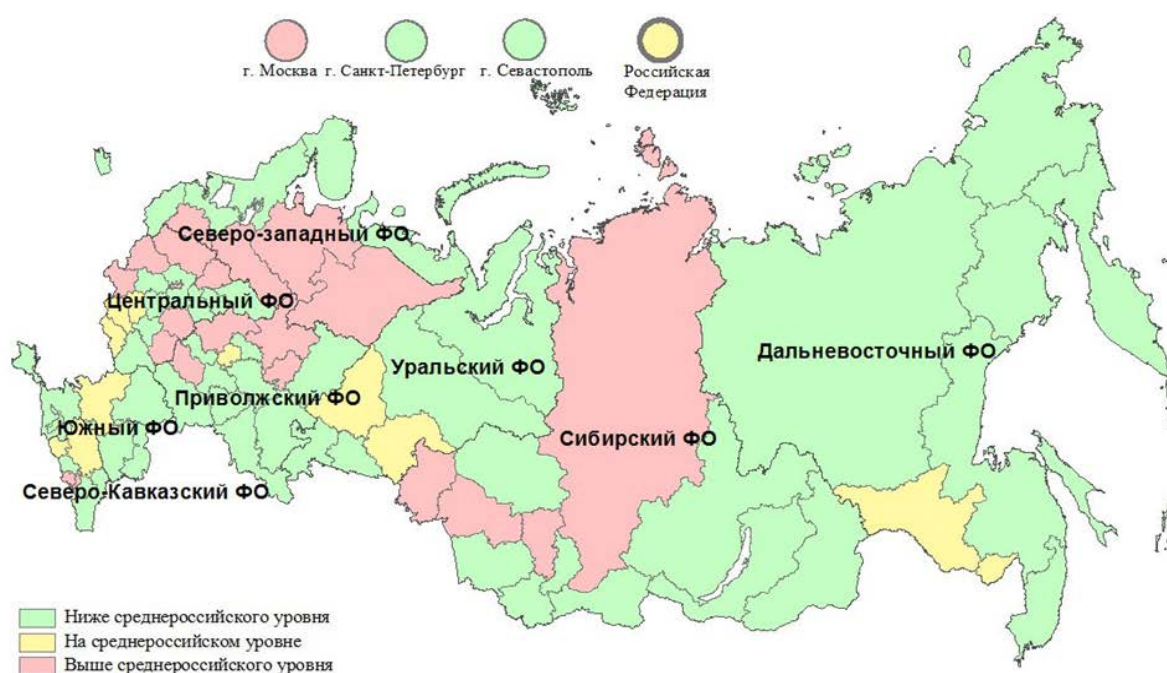 г. Москва г. Санкт-Петербург г. Севастополь Российская
Федерация
Северо-западный ФО
Центральный ФО
Уральский ФО
Дальневосточный ФО
Приволжский ФО
Южный ФО
Сибирский ФО
Северо-Кавказский ФО
Ниже среднероссийского уровня
На среднероссийском уровне
Выше среднероссийского уровня